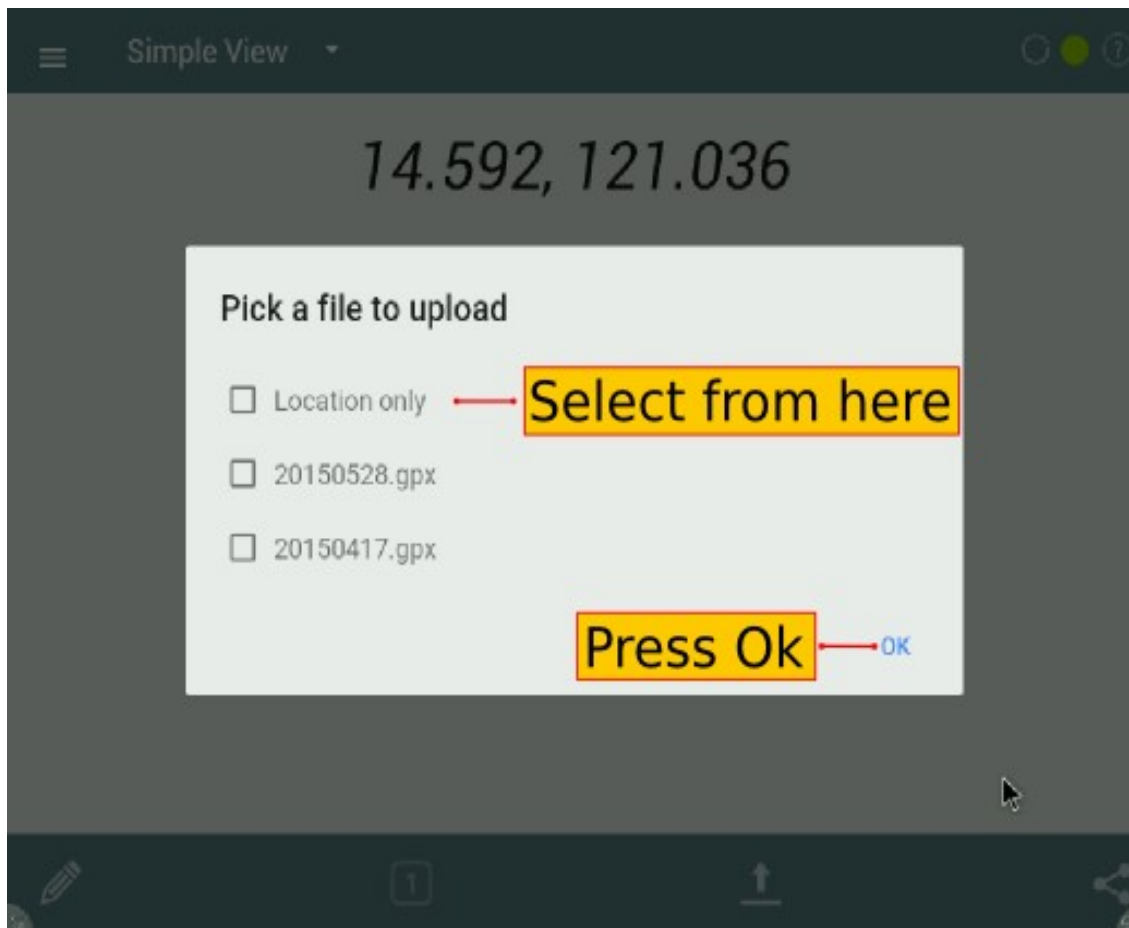 Simple View
?
14.592, 121.036
Pick a file to upload
Location only Select from here
20150528.gpx
20150417.gpx
Press Ok OK
1